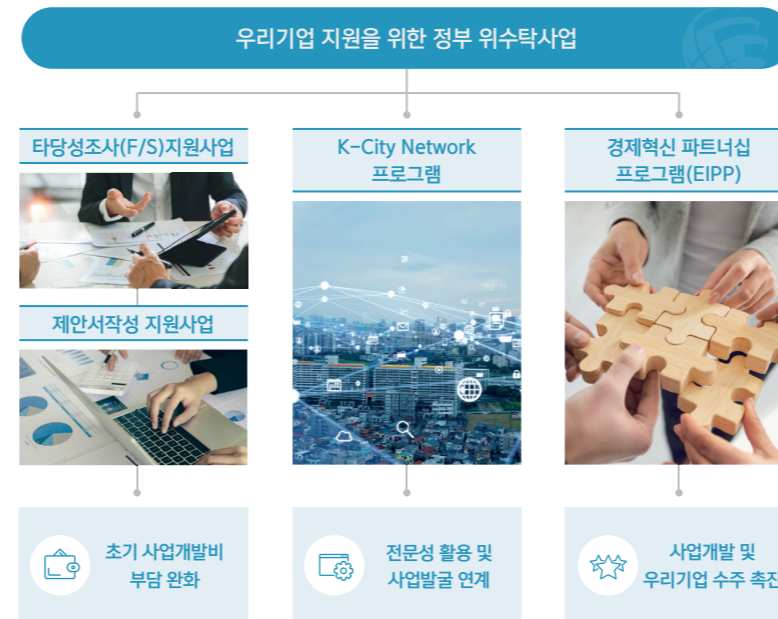 우리기업 지원을 위한 정부 위수탁사업
타당성조사(F/S)지원사업
제안서작성 지원사업
초기 사업개발비
부담 완화
K-City Network
프로그램
전문성 활용 및
사업발굴 연계
경제혁신 파트너십
프로그램(EIPP)
사업개발 및
우리기업 수주 촉진